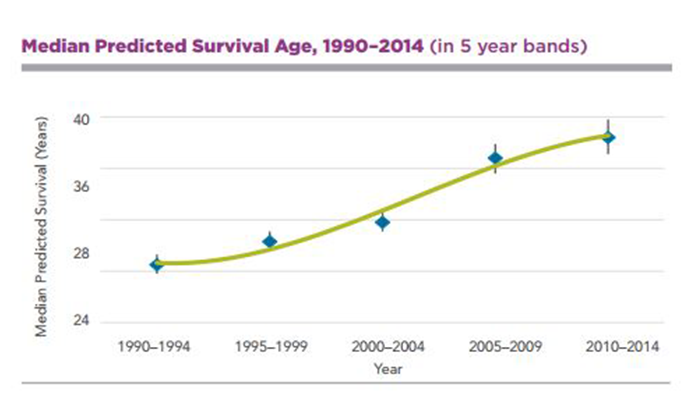 Median Predicted Survival Age, 1990–2014 (in 5 year bands)
Median Predicted Survival (Years)
40
36
28
24
1990–1994 1995–1999 2000–2004 2005–2009 2010–2014
Year